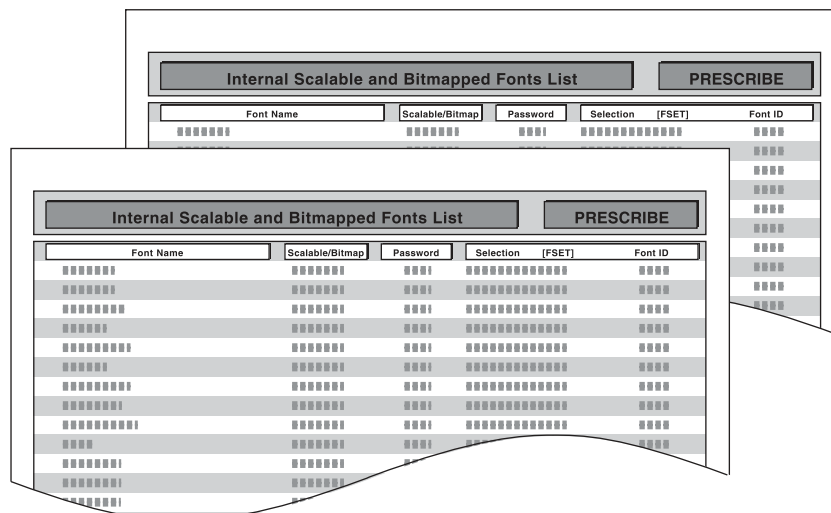 Internal Scalable and Bitmapped Fonts List PRESCRIBE
Font Name Scalable/Bitmap Password Selection [FSET] Font ID
Internal Scalable and Bitmapped Fonts List PRESCRIBE
Font Name Scalable/Bitmap Password Selection [FSET] Font ID